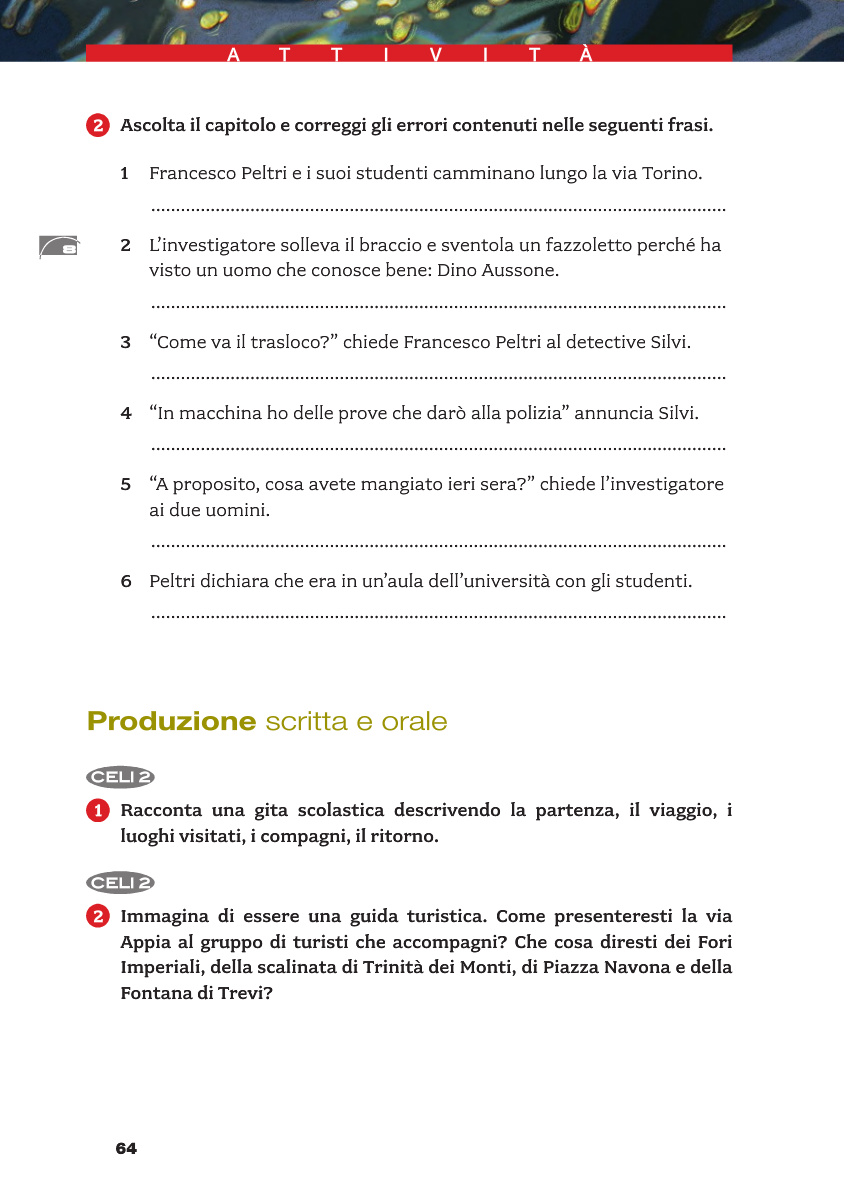 ATTIVITÀ
2 Ascolta il capitolo e correggi gli errori contenuti nelle seguenti frasi.
1 Francesco Peltri e i suoi studenti camminano lungo la via Torino.
8
2 L’investigatore solleva il braccio e sventola un fazzoletto perché ha
visto un uomo che conosce bene: Dino Aussone.
3 “Come va il trasloco?” chiede Francesco Peltri al detective Silvi.
4 “In macchina ho delle prove che darò alla polizia” annuncia Silvi.
5 “A proposito, cosa avete mangiato ieri sera?” chiede l’investigatore
ai due uomini.
6 Peltri dichiara che era in un’aula dell’università con gli studenti.
Produzione scritta e orale
CELI 2
1 Racconta una gita scolastica descrivendo la partenza, il viaggio, i
luoghi visitati, i compagni, il ritorno.
CELI 2
2 Immagina di essere una guida turistica. Come presenteresti la via
Appia al gruppo di turisti che accompagni? Che cosa diresti dei Fori
Imperiali, della scalinata di Trinità dei Monti, di Piazza Navona e della
Fontana di Trevi?
64